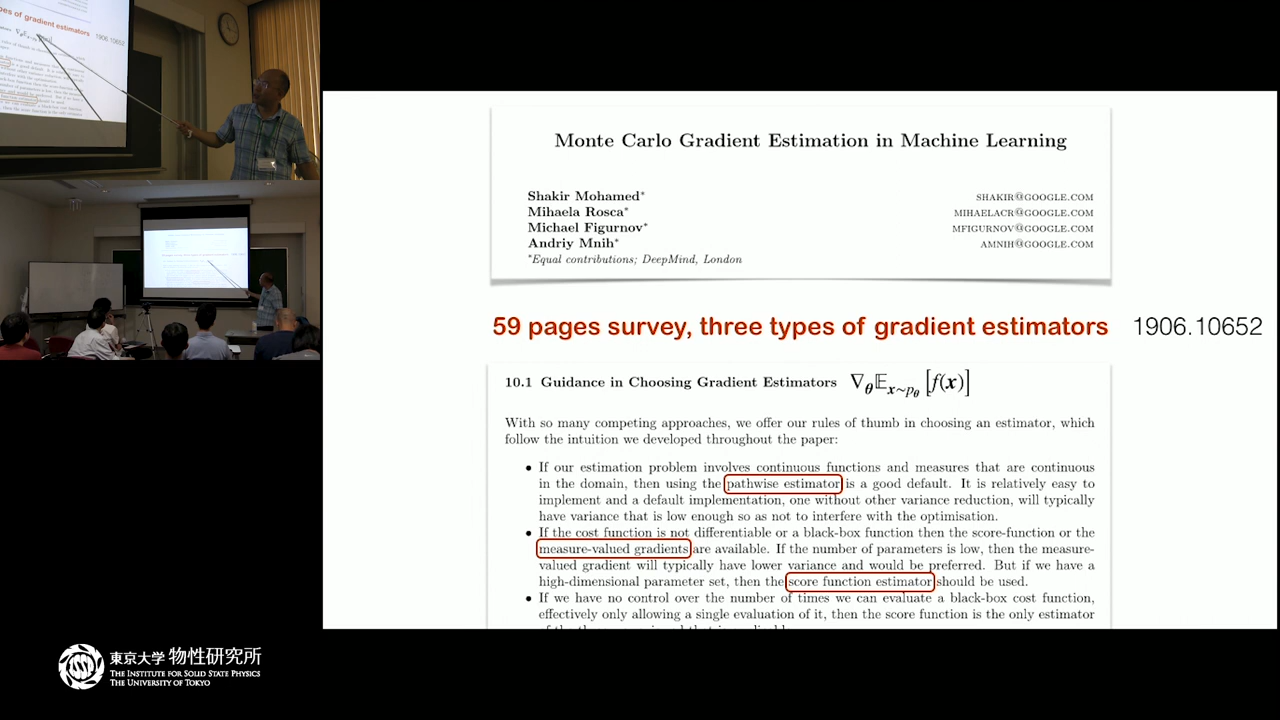 Monte Carlo Gradient Estimation in Machine Learning
Shakir Mohamed* SHAKIR@GOOGLE.COM
Mihaela Rosca* MIHAELACR@GOOGLE.COM
Michael Figurnov* MFIGURNOV@GOOGLE.COM
Andriy Mnih* AMNIH@GOOGLE.COM
*Equal contributions; DeepMind, London
59 pages survey, three types of gradient estimators 1906.10652
10.1 Guidance in Choosing Gradient Estimators ∇θ𝔼x∼pθ [f(x)]
With so many competing approaches, we offer our rules of thumb in choosing an estimator, which
follow the intuition we developed throughout the paper:
• If our estimation problem involves continuous functions and measures that are continuous
in the domain, then using the pathwise estimator is a good default. It is relatively easy to
implement and a default implementation, one without other variance reduction, will typically
have variance that is low enough so as not to interfere with the optimisation.
• If the cost function is not differentiable or a black-box function then the score-function or the
measure-valued gradients are available. If the number of parameters is low, then the measure-
valued gradient will typically have lower variance and would be preferred. But if we have a
high-dimensional parameter set, then the score function estimator should be used.
• If we have no control over the number of times we can evaluate a black-box cost function,
effectively only allowing a single evaluation of it, then the score function is the only estimator
pes of gradient estimators 1906.10652
東京大学 物性研究所
THE INSTITUTE FOR SOLID STATE PHYSICS
THE UNIVERSITY OF TOKYO